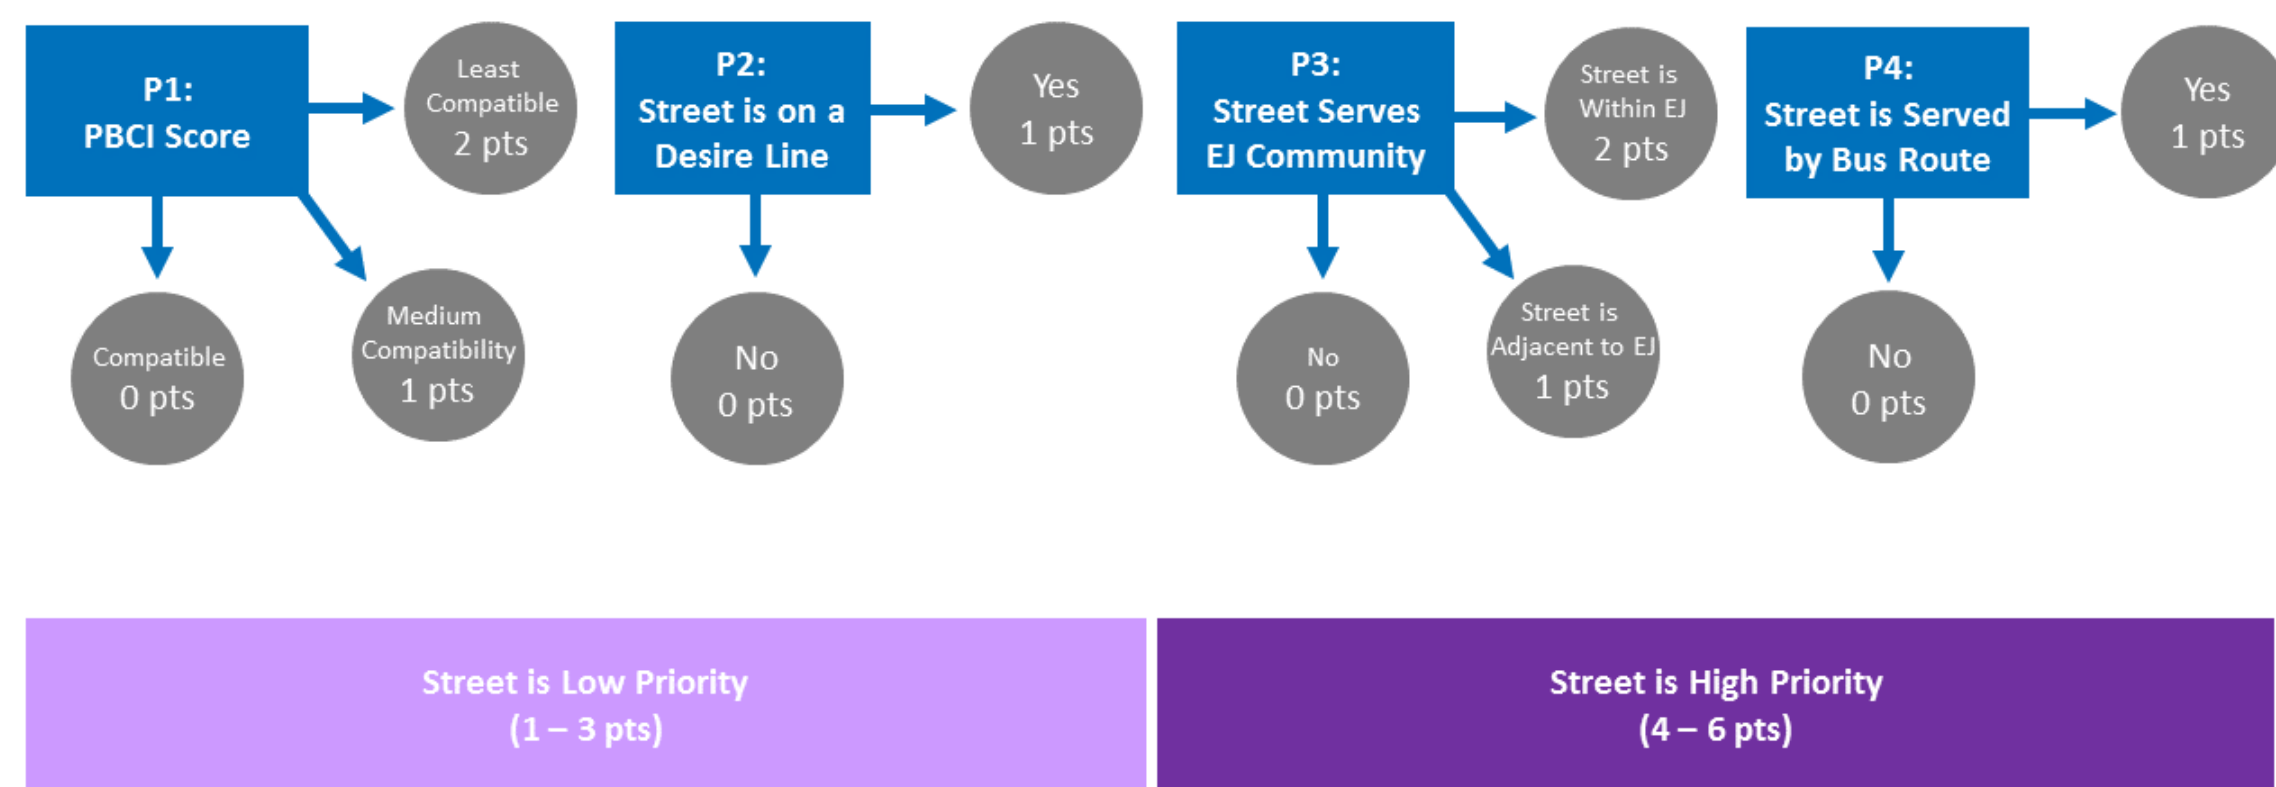 P1:
PBCI Score
Least
Compatible
2 pts
Compatible
0 pts
Medium
Compatibility
1 pts
P2:
Street is on a
Desire Line
Yes
1 pts
No
0 pts
P3:
Street Serves
EJ Community
Street is
Within EJ
2 pts
No
0 pts
Street is
Adjacent to EJ
1 pts
P4:
Street is Served
by Bus Route
Yes
1 pts
No
0 pts
Street is Low Priority
(1 – 3 pts)
Street is High Priority
(4 – 6 pts)